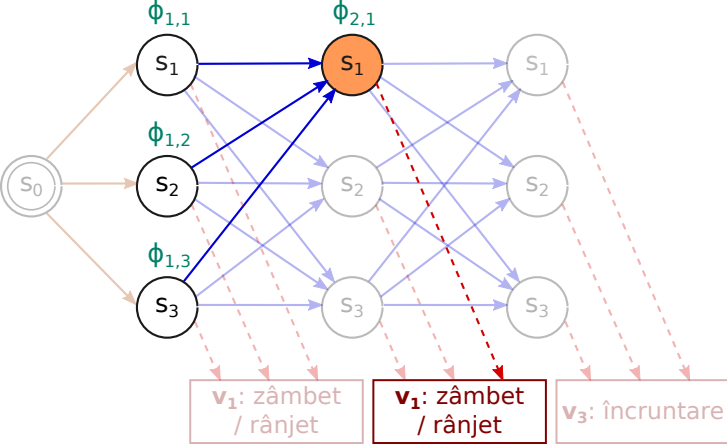 ϕ1,1 ϕ2,1
s1 s1 s1
ϕ1,2
s0 s2 s2 s2
ϕ1,3
s3 s3 s3
v1: zâmbet
/ rânjet
v1: zâmbet
/ rânjet
v3: încruntare